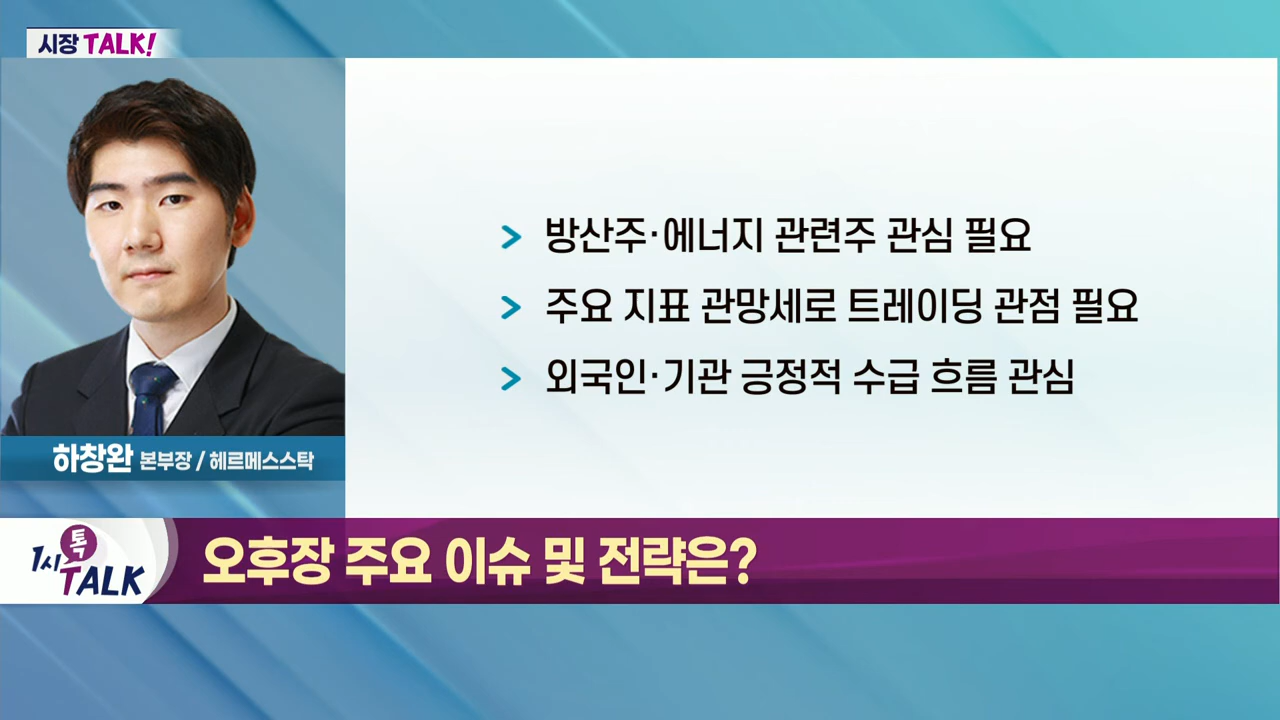 시장 TALK!
> 방산주·에너지 관련주 관심 필요
> 주요 지표 관망세로 트레이딩 관점 필요
> 외국인·기관 긍정적 수급 흐름 관심
하창완 본부장 / 헤르메스스탁
1시 톡 TALK
오후장 주요 이슈 및 전략은?